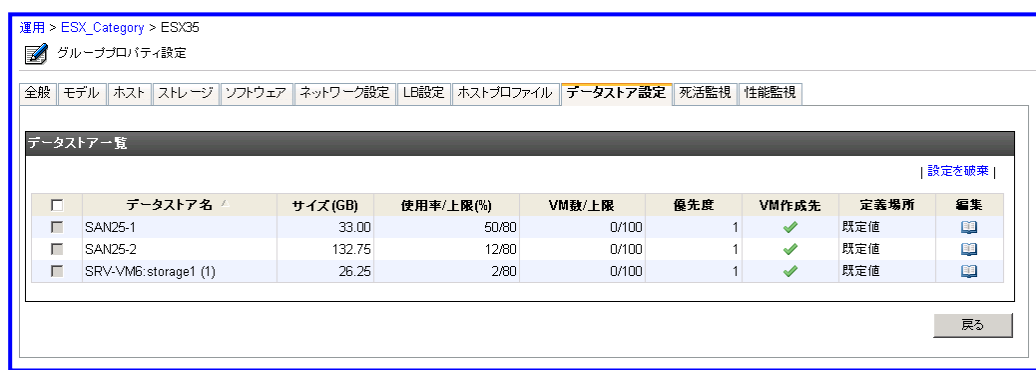 運用 > ESX_Category > ESX35
グループプロパティ設定
全般 モデル ホスト ストレージ ソフトウェア ネットワーク設定 LB設定 ホストプロファイル データストア設定 死活監視 性能監視
データストア一覧
| 設定を破棄 |
データストア名 サイズ(GB) 使用率/上限(%) VM数/上限 優先度 VM作成先 定義場所 編集
SAN25-1 33.00 50/80 0/100 1 既定値
SAN25-2 132.75 12/80 0/100 1 既定値
SRV-VM6:storage1 (1) 26.25 2/80 0/100 1 既定値
戻る